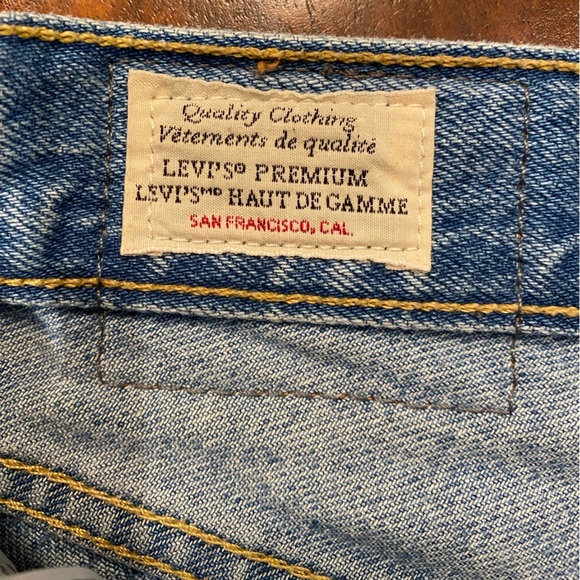 Quality Clothing
Vêtements de qualité
LEVI'S® PREMIUM
LEVI'Sᴹᴰ HAUT DE GAMME
SAN FRANCISCO, CAL.